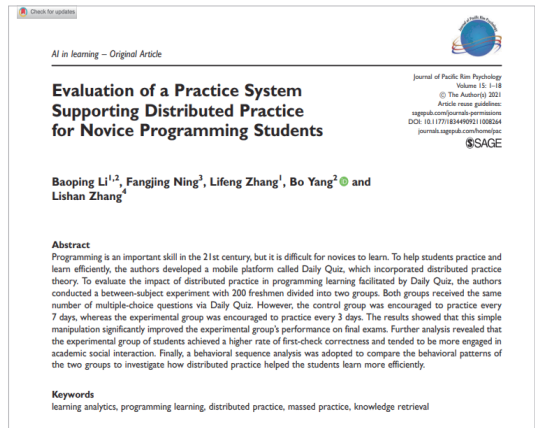 Check for updates
AI in learning – Original Article
Journal of Pacific Rim Psychology
Volume 15: 1–18
© The Author(s) 2021
Article reuse guidelines:
sagepub.com/journals-permissions
DOI: 10.1177/18344909211008264
journals.sagepub.com/home/pac
SAGE
Evaluation of a Practice System
Supporting Distributed Practice
for Novice Programming Students
Baoping Li1,2, Fangjing Ning3, Lifeng Zhang1, Bo Yang2 and
Lishan Zhang4
Abstract
Programming is an important skill in the 21st century, but it is difficult for novices to learn. To help students practice and
learn efficiently, the authors developed a mobile platform called Daily Quiz, which incorporated distributed practice
theory. To evaluate the impact of distributed practice in programming learning facilitated by Daily Quiz, the authors
conducted a between-subject experiment with 200 freshmen divided into two groups. Both groups received the same
number of multiple-choice questions via Daily Quiz. However, the control group was encouraged to practice every
7 days, whereas the experimental group was encouraged to practice every 3 days. The results showed that this simple
manipulation significantly improved the experimental group's performance on final exams. Further analysis revealed that
the experimental group of students achieved a higher rate of first-check correctness and tended to be more engaged in
academic social interaction. Finally, a behavioral sequence analysis was adopted to compare the behavioral patterns of
the two groups to investigate how distributed practice helped the students learn more efficiently.
Keywords
learning analytics, programming learning, distributed practice, massed practice, knowledge retrieval